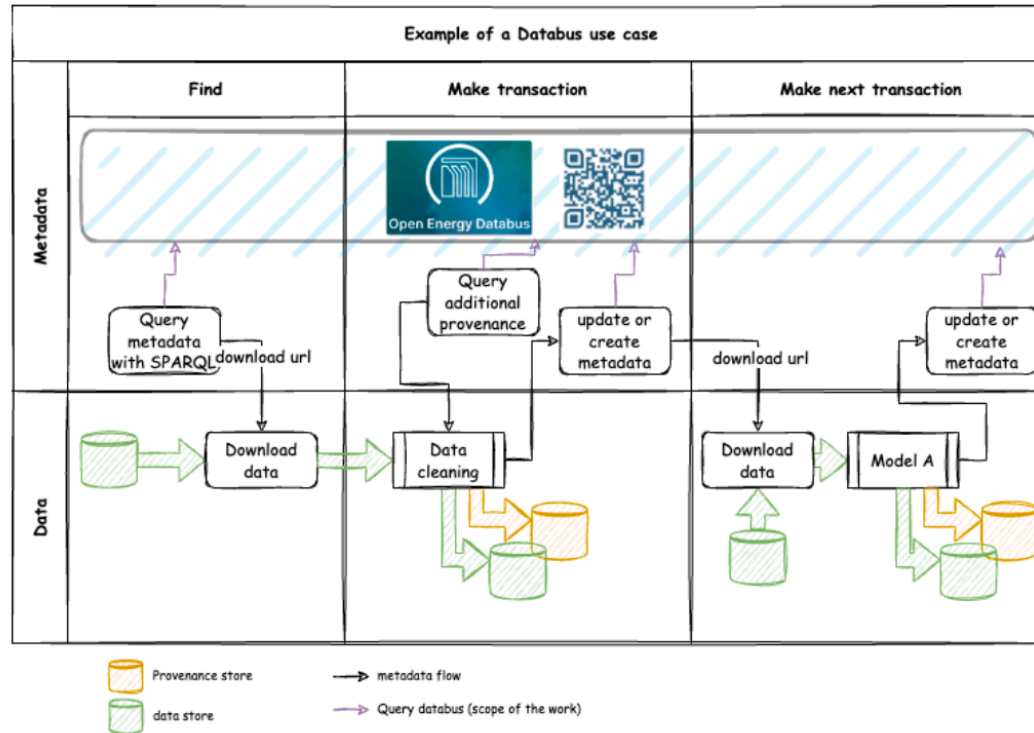 Example of a Databus use case
Find
Make transaction
Make next transaction
Metadata
Open Energy Databus
Query
metadata
with SPARQL
download url
Query
additional
provenance
update or
create
metadata
download url
update or
create
metadata
Data
Download
data
Data
cleaning
Download
data
Model A
Provenance store
metadata flow
data store
Query databus (scope of the work)